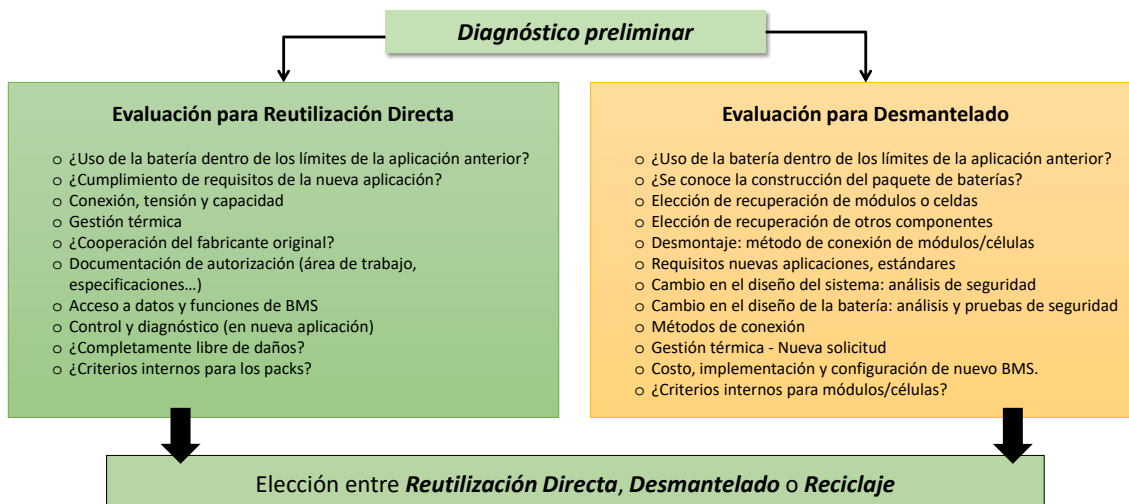 Diagnóstico preliminar
Evaluación para Reutilización Directa
o ¿Uso de la batería dentro de los límites de la aplicación anterior?
o ¿Cumplimiento de requisitos de la nueva aplicación?
o Conexión, tensión y capacidad
o Gestión térmica
o ¿Cooperación del fabricante original?
o Documentación de autorización (área de trabajo,
especificaciones…)
o Acceso a datos y funciones de BMS
o Control y diagnóstico (en nueva aplicación)
o ¿Completamente libre de daños?
o ¿Criterios internos para los packs?
Evaluación para Desmantelado
o ¿Uso de la batería dentro de los límites de la aplicación anterior?
o ¿Se conoce la construcción del paquete de baterías?
o Elección de recuperación de módulos o celdas
o Elección de recuperación de otros componentes
o Desmontaje: método de conexión de módulos/células
o Requisitos nuevas aplicaciones, estándares
o Cambio en el diseño del sistema: análisis de seguridad
o Cambio en el diseño de la batería: análisis y pruebas de seguridad
o Métodos de conexión
o Gestión térmica - Nueva solicitud
o Costo, implementación y configuración de nuevo BMS.
o ¿Criterios internos para módulos/células?
Elección entre Reutilización Directa, Desmantelado o Reciclaje